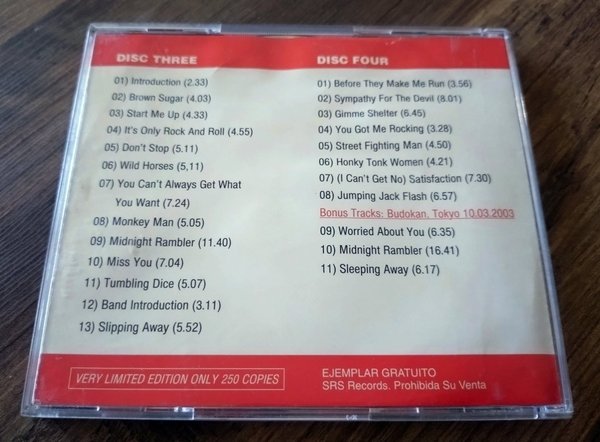 DISC THREE
01) Introduction (2.33)
02) Brown Sugar (4.03)
03) Start Me Up (4.33)
04) It's Only Rock And Roll (4.55)
05) Don't Stop (5.11)
06) Wild Horses (5,11)
07) You Can't Always Get What
You Want (7.24)
08) Monkey Man (5.05)
09) Midnight Rambler (11.40)
10) Miss You (7.04)
11) Tumbling Dice (5.07)
12) Band Introduction (3.11)
13) Slipping Away (5.52)
DISC FOUR
01) Before They Make Me Run (3.56)
02) Sympathy For The Devil (8.01)
03) Gimme Shelter (6.45)
04) You Got Me Rocking (3.28)
05) Street Fighting Man (4.50)
06) Honky Tonk Women (4.21)
07) (I Can't Get No) Satisfaction (7.30)
08) Jumping Jack Flash (6.57)
Bonus Tracks: Budokan, Tokyo 10.03.2003
09) Worried About You (6.35)
10) Midnight Rambler (16.41)
11) Sleeping Away (6.17)
VERY LIMITED EDITION ONLY 250 COPIES
EJEMPLAR GRATUITO
SRS Records. Prohibida Su Venta